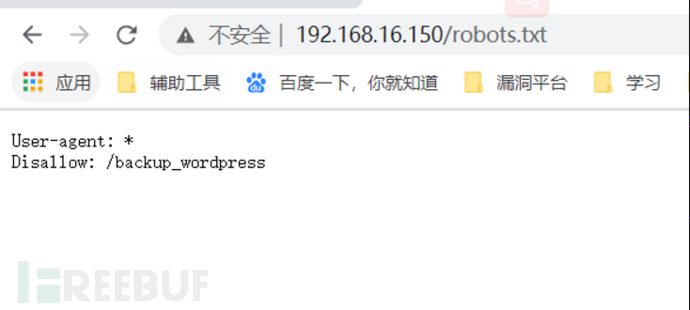 不安全 | 192.168.16.150/robots.txt
应用 辅助工具 百度一下，你就知道 漏洞平台 学习
User-agent: *
Disallow: /backup_wordpress
FREEBUF